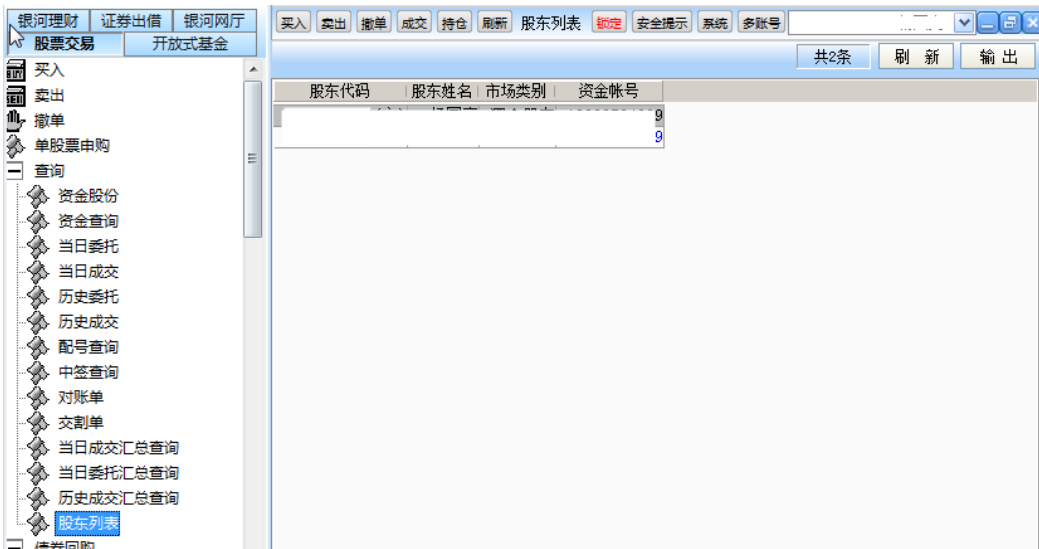 银河理财 证券出借 银河网厅
股票交易 开放式基金
买入 卖出 撤单 成交 持仓 刷新 股东列表 锁定 安全提示 系统 多账号
共2条 刷 新 输 出
股东代码 股东姓名 市场类别 资金帐号
9
9
买入
卖出
撤单
单股票申购
查询
资金股份
资金查询
当日委托
当日成交
历史委托
历史成交
配号查询
中签查询
对账单
交割单
当日成交汇总查询
当日委托汇总查询
历史成交汇总查询
股东列表
债券回购